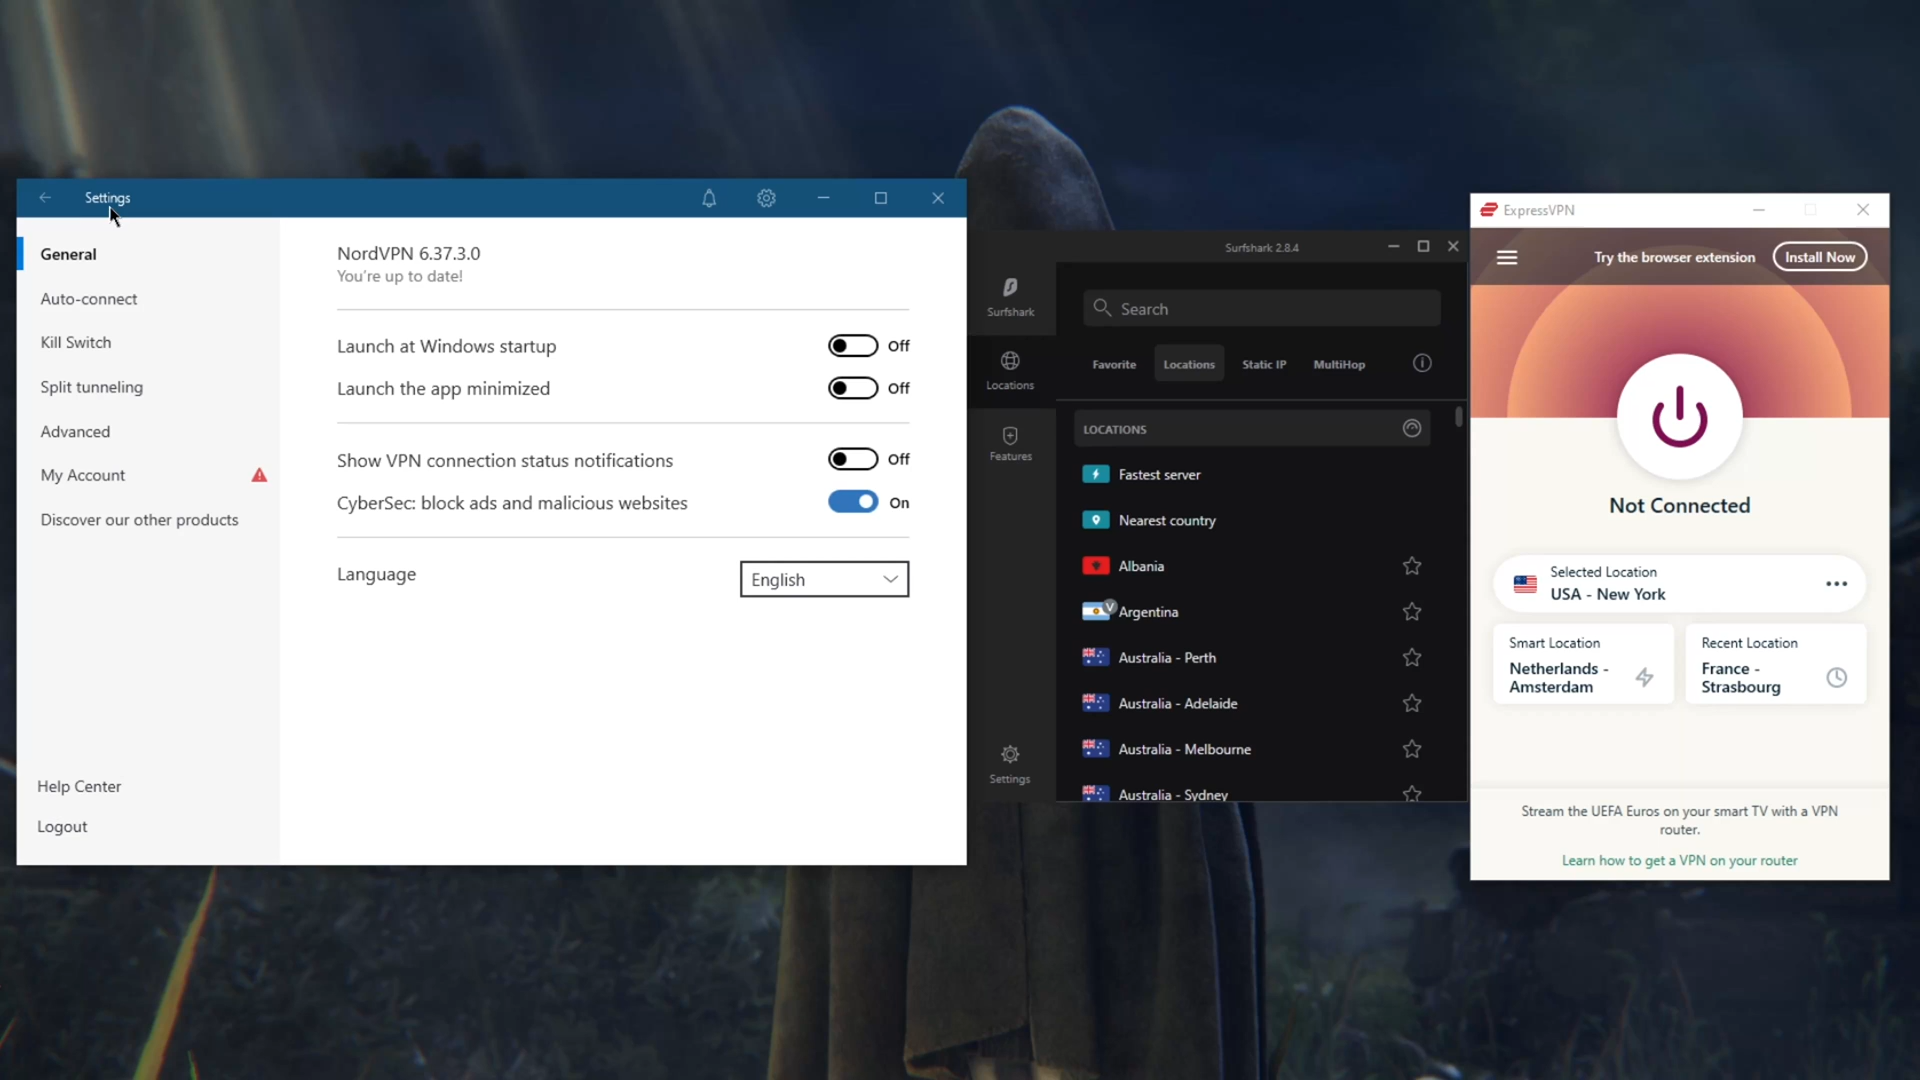 Settings
General
Auto-connect
Kill Switch
Split tunneling
Advanced
My Account
Discover our other products
Help Center
Logout
NordVPN 6.37.3.0
You're up to date!
Launch at Windows startup
Off
Launch the app minimized
Off
Show VPN connection status notifications
Off
CyberSec: block ads and malicious websites
On
Language
English
Surfshark 2.8.4
Surfshark
Locations
Features
Settings
Search
Favorite
Locations
Static IP
MultiHop
LOCATIONS
Fastest server
Nearest country
Albania
V
Argentina
Australia - Perth
Australia - Adelaide
Australia - Melbourne
Australia - Sydney
ExpressVPN
Try the browser extension
Install Now
Not Connected
Selected Location
USA - New York
Smart Location
Netherlands -
Amsterdam
Recent Location
France -
Strasbourg
Stream the UEFA Euros on your smart TV with a VPN
router.
Learn how to get a VPN on your router